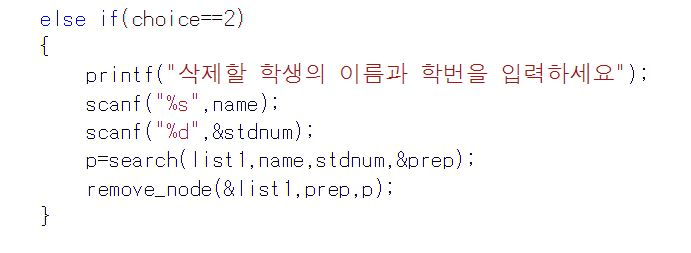 else if(choice==2)
{
    printf("삭제할 학생의 이름과 학번을 입력하세요");
    scanf("%s",name);
    scanf("%d",&stdnum);
    p=search(list1,name,stdnum,&prep);
    remove_node(&list1,prep,p);
}